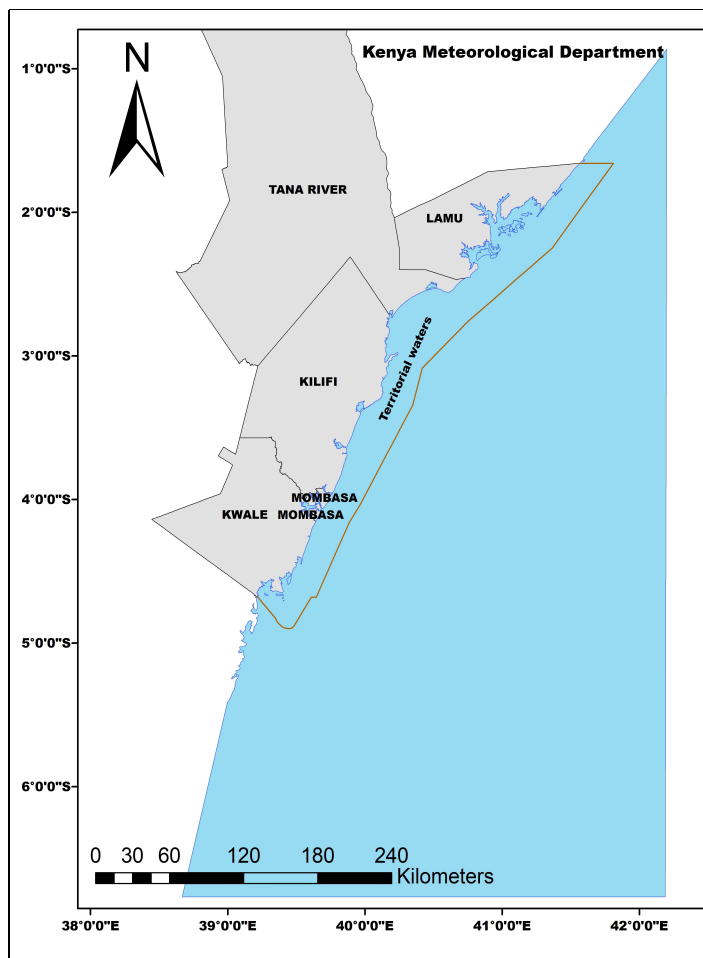 Kenya Meteorological Department
N
1°0'0"S
2°0'0"S
3°0'0"S
4°0'0"S
5°0'0"S
6°0'0"S
TANA RIVER
LAMU
Territorial waters
KILIFI
MOMBASA
KWALE MOMBASA
0 30 60 120 180 240
Kilometers
38°0'0"E 39°0'0"E 40°0'0"E 41°0'0"E 42°0'0"E